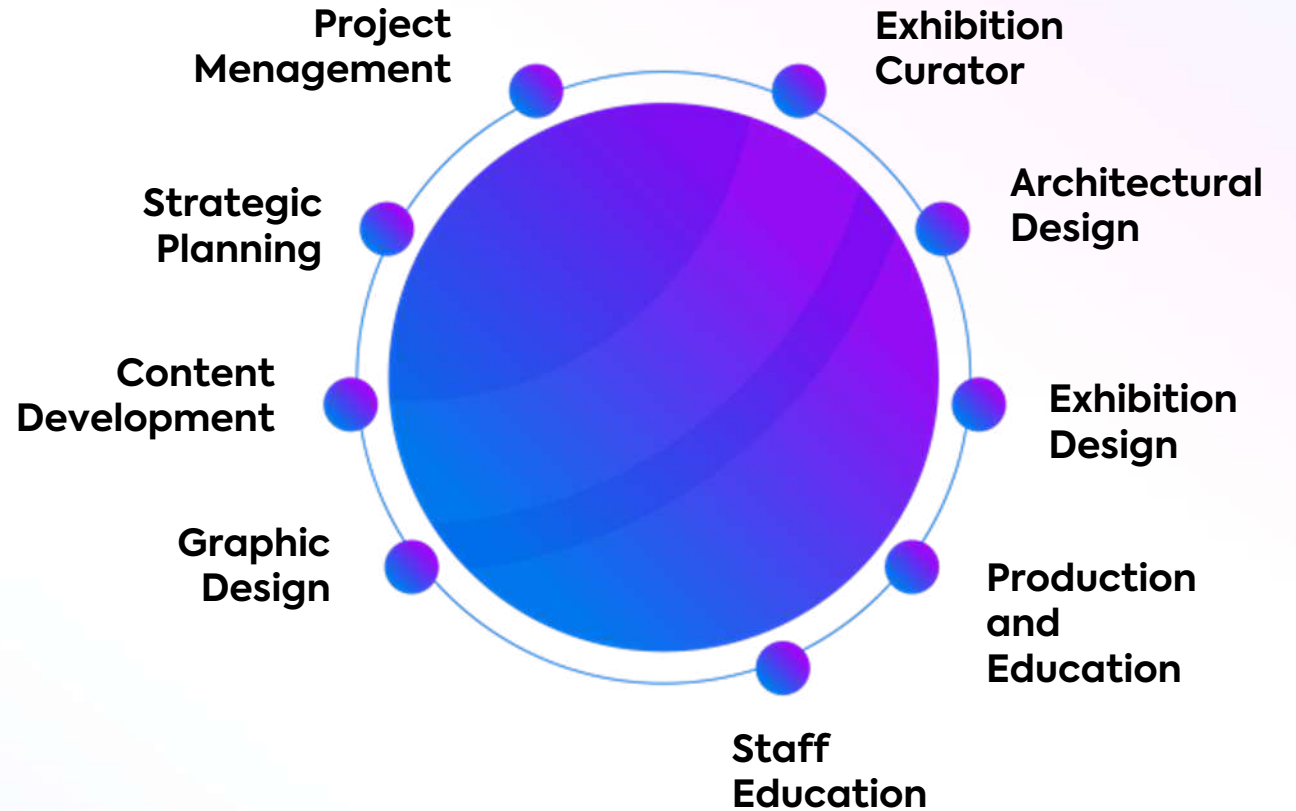 Project
Menagement
Exhibition
Curator
Strategic
Planning
Architectural
Design
Content
Development
Exhibition
Design
Graphic
Design
Production
and
Education
Staff
Education